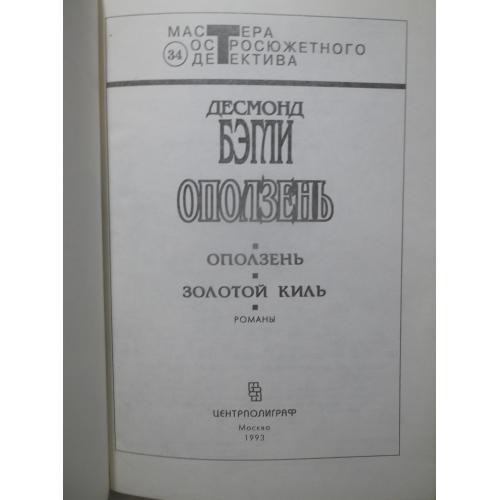 МАСТЕРА
34 ОСТРОСЮЖЕТНОГО
ДЕТЕКТИВА
ДЕСМОНД
БЭГЛИ
ОПОЛЗЕНЬ
ОПОЛЗЕНЬ
ЗОЛОТОЙ КИЛЬ
РОМАНЫ
ЦЕНТРПОЛИГРАФ
Москва
1993